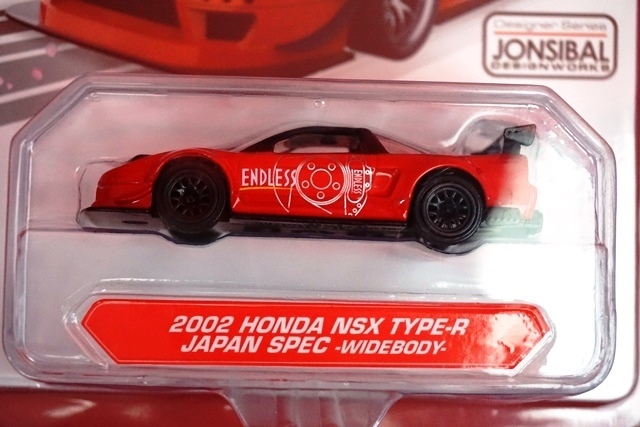 Designer Series
JONSIBAL
DESIGNWORKS
ENDLESS
ENDLESS
2002 HONDA NSX TYPE-R
JAPAN SPEC -WIDEBODY-